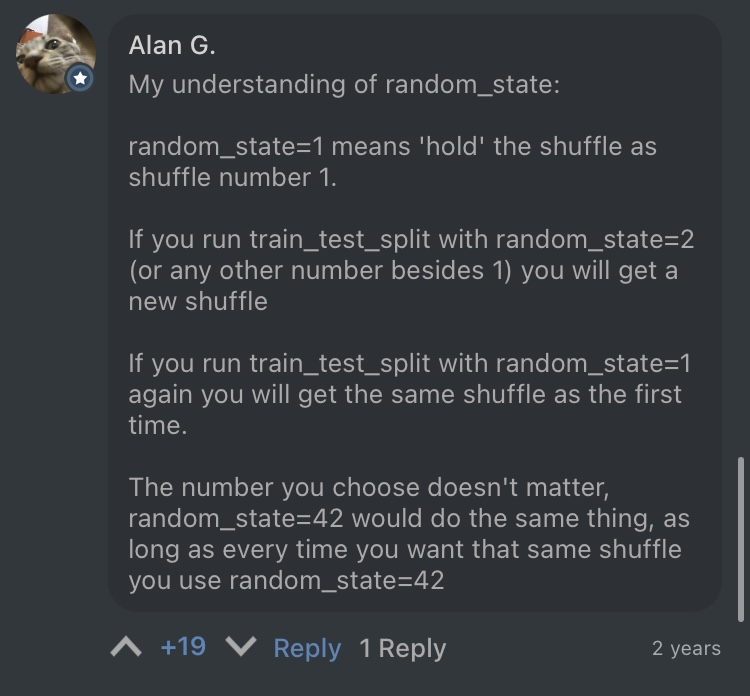 Alan G.
My understanding of random_state:
random_state=1 means 'hold' the shuffle as
shuffle number 1.
If you run train_test_split with random_state=2
(or any other number besides 1) you will get a
new shuffle
If you run train_test_split with random_state=1
again you will get the same shuffle as the first
time.
The number you choose doesn't matter,
random_state=42 would do the same thing, as
long as every time you want that same shuffle
you use random_state=42
+19 Reply 1 Reply 2 years